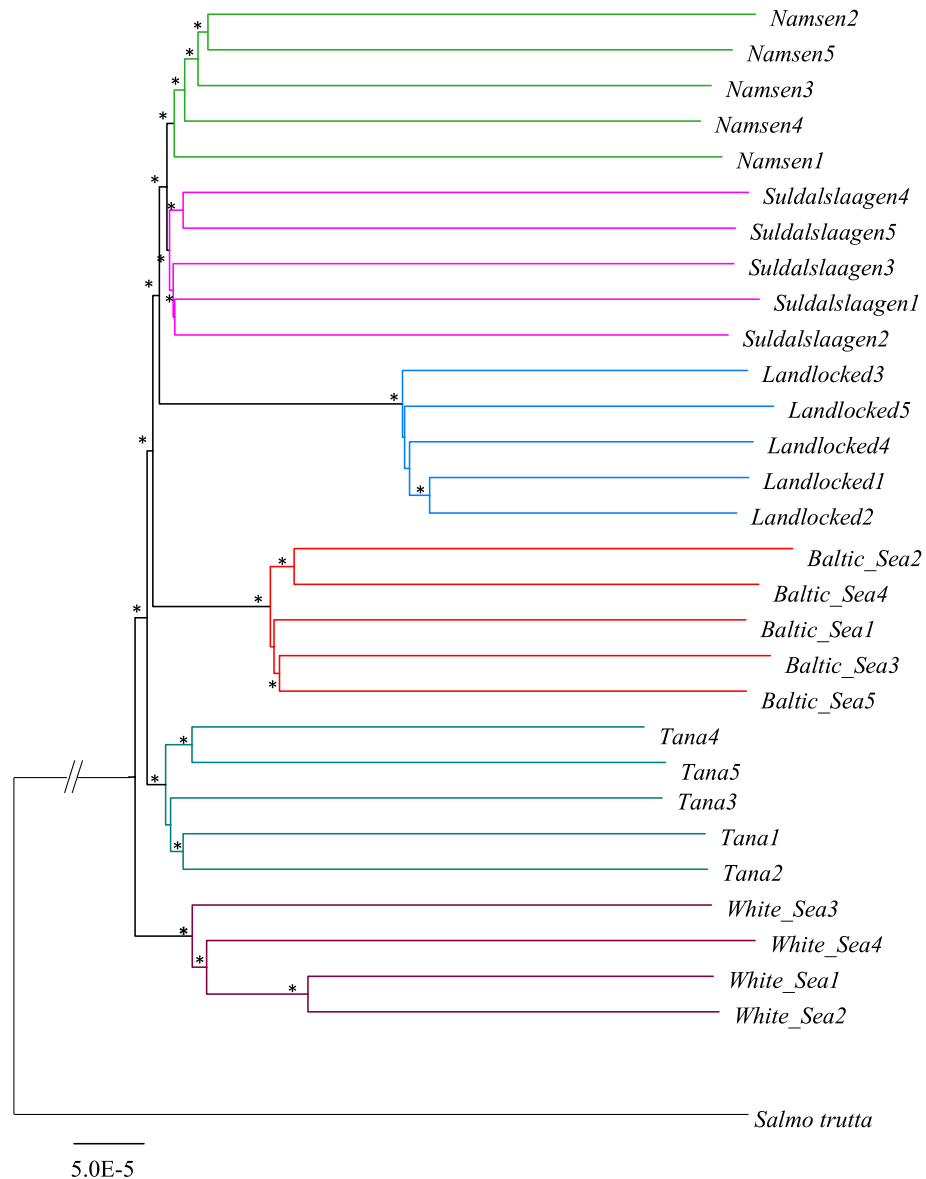 Namsen2
Namsen5
Namsen3
Namsen4
Namsen1
Suldalslaagen4
Suldalslaagen5
Suldalslaagen3
Suldalslaagen1
Suldalslaagen2
Landlocked3
Landlocked5
Landlocked4
Landlocked1
Landlocked2
Baltic_Sea2
Baltic_Sea4
Baltic_Sea1
Baltic_Sea3
Baltic_Sea5
Tana4
Tana5
Tana3
Tana1
Tana2
White_Sea3
White_Sea4
White_Sea1
White_Sea2
Salmo trutta
5.0E-5